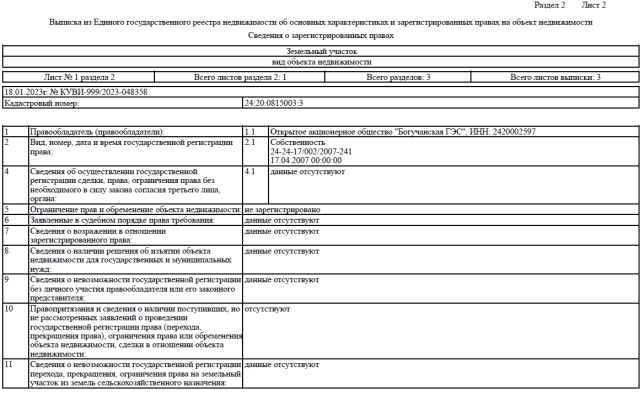 Раздел 2 Лист 2
Выписка из Единого государственного реестра недвижимости об основных характеристиках и зарегистрированных правах на объект недвижимости
Сведения о зарегистрированных правах
Земельный участок
вид объекта недвижимости
Лист № 1 раздела 2 Всего листов раздела 2: 1 Всего разделов: 3 Всего листов выписки: 3
18.01.2023г. № КУВИ-999/2023-048358
Кадастровый номер: 24:20:0815003:3
1 Правообладатель (правообладатели): 1.1 Открытое акционерное общество "Богучанская ГЭС", ИНН: 2420002597
2 Вид, номер, дата и время государственной регистрации 2.1 Собственность
права: 24-24-17/002/2007-241
17.04.2007 00:00:00
4 Сведения об осуществлении государственной 4.1 данные отсутствуют
регистрации сделки, права, ограничения права без
необходимого в силу закона согласия третьего лица,
органа:
5 Ограничение прав и обременение объекта недвижимости: не зарегистрировано
6 Заявленные в судебном порядке права требования: данные отсутствуют
7 Сведения о возражении в отношении данные отсутствуют
зарегистрированного права:
8 Сведения о наличии решения об изъятии объекта данные отсутствуют
недвижимости для государственных и муниципальных
нужд:
9 Сведения о невозможности государственной регистрации данные отсутствуют
без личного участия правообладателя или его законного
представителя:
10 Правопритязания и сведения о наличии поступивших, но отсутствуют
не рассмотренных заявлений о проведении
государственной регистрации права (перехода,
прекращения права), ограничения права или обременения
объекта недвижимости, сделки в отношении объекта
недвижимости:
11 Сведения о невозможности государственной регистрации данные отсутствуют
перехода, прекращения, ограничения права на земельный
участок из земель сельскохозяйственного назначения: